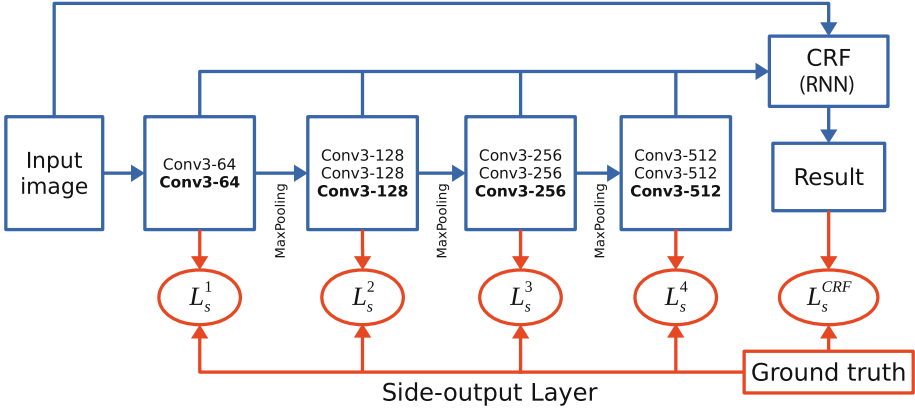 CRF
(RNN)
Input
image
Conv3-64
Conv3-64
MaxPooling
Conv3-128
Conv3-128
Conv3-128
MaxPooling
Conv3-256
Conv3-256
Conv3-256
MaxPooling
Conv3-512
Conv3-512
Conv3-512
Result
L_s^1
L_s^2
L_s^3
L_s^4
L_s^{CRF}
Ground truth
Side-output Layer